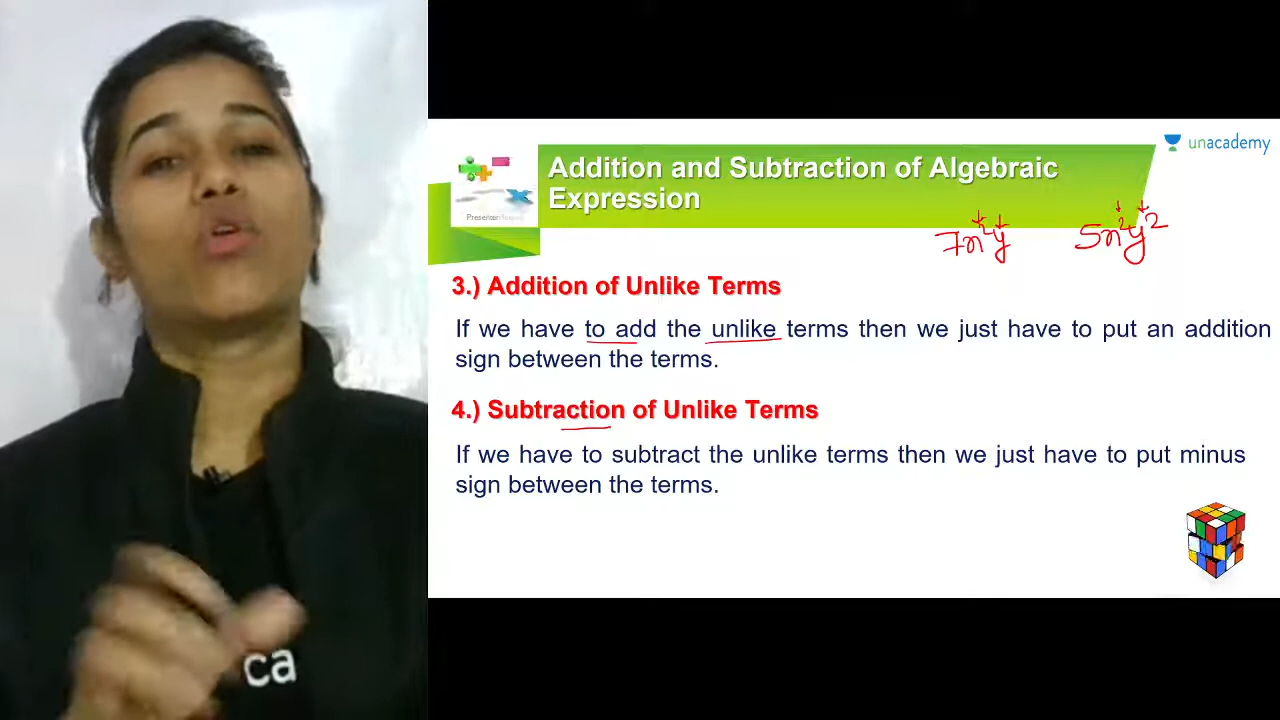 unacademy
Addition and Subtraction of Algebraic
Expression
7x²y 5x²y²
3.) Addition of Unlike Terms
If we have to add the unlike terms then we just have to put an addition
sign between the terms.
4.) Subtraction of Unlike Terms
If we have to subtract the unlike terms then we just have to put minus
sign between the terms.
ca